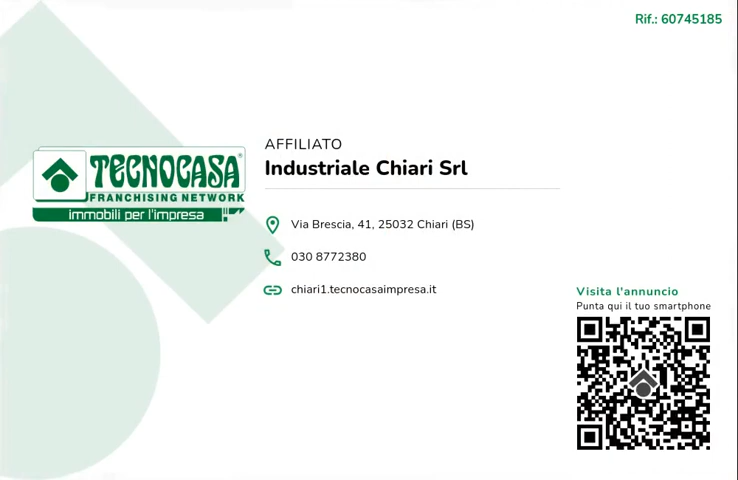 Rif.: 60745185
AFFILIATO
Industriale Chiari Srl
TECNOCASA®
FRANCHISING NETWORK
immobili per l'impresa
Via Brescia, 41, 25032 Chiari (BS)
030 8772380
chiari1.tecnocasaimpresa.it
Visita l'annuncio
Punta qui il tuo smartphone